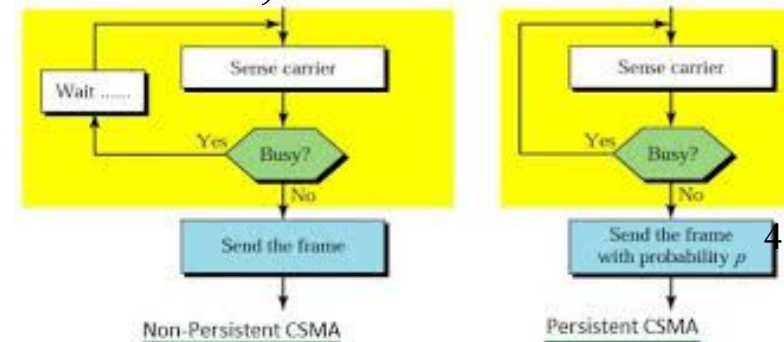 Sense carrier
Wait ......
Yes
Busy?
No
Send the frame
Non-Persistent CSMA
Sense carrier
Yes
Busy?
No
Send the frame
with probability p
4
Persistent CSMA